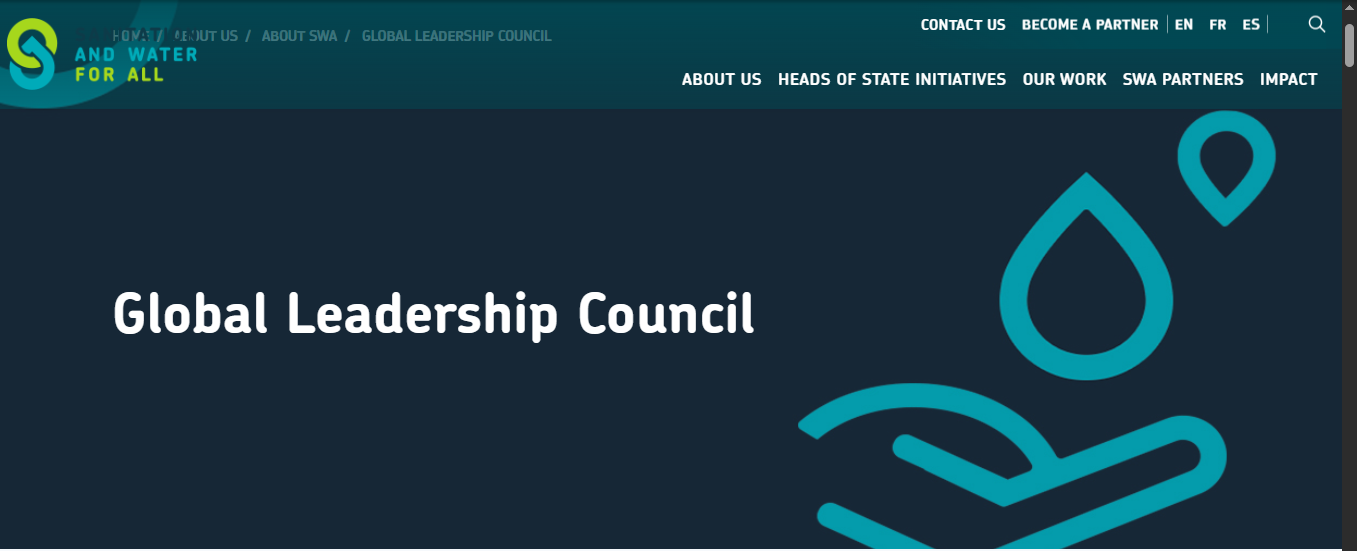 CONTACT US BECOME A PARTNER EN FR ES
HOME / ABOUT US / ABOUT SWA / GLOBAL LEADERSHIP COUNCIL
AND WATER
FOR ALL
ABOUT US HEADS OF STATE INITIATIVES OUR WORK SWA PARTNERS IMPACT
Global Leadership Council